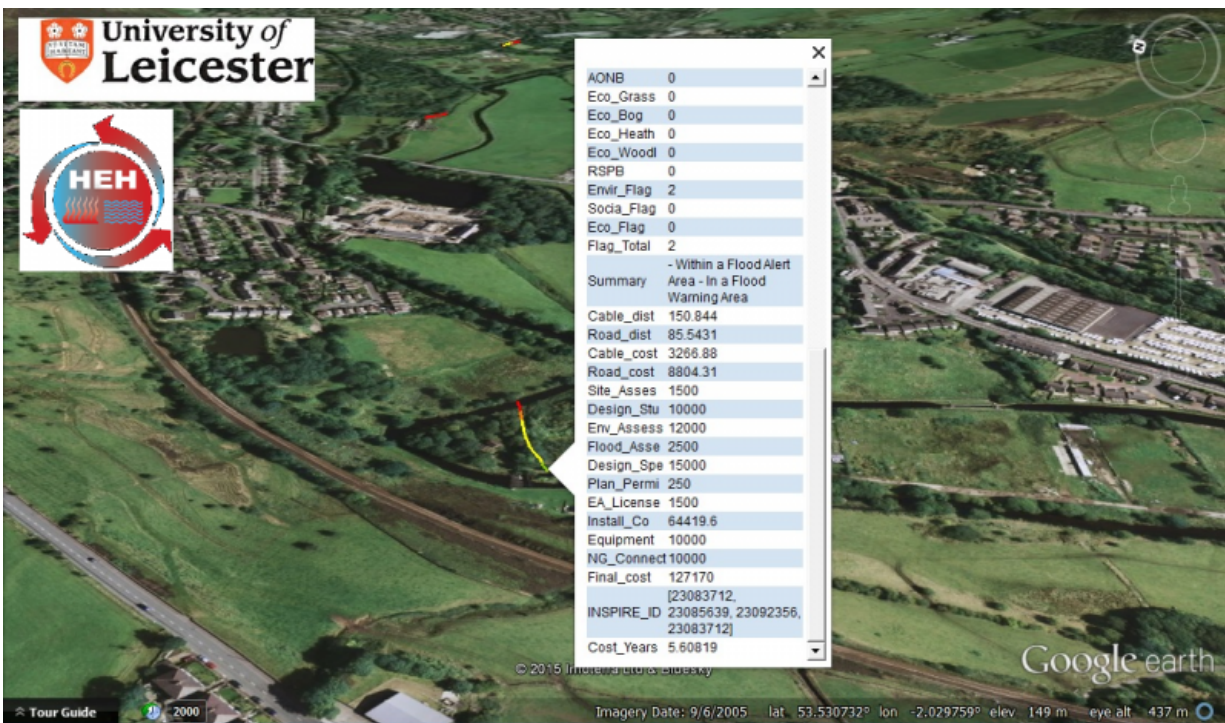 University of
Leicester
HEH
AONB 0
Eco_Grass 0
Eco_Bog 0
Eco_Heath 0
Eco_Woodl 0
RSPB 0
Envir_Flag 2
Socia_Flag 0
Eco_Flag 0
Flag_Total 2
Summary - Within a Flood Alert
Area - In a Flood
Warning Area
Cable_dist 150.844
Road_dist 85.5431
Cable_cost 3266.88
Road_cost 8804.31
Site_Asses 1500
Design_Stu 10000
Env_Assess 12000
Flood_Asse 2500
Design_Spe 15000
Plan_Permi 250
EA_License 1500
Install_Co 64419.6
Equipment 10000
NG_Connect 10000
Final_cost 127170
INSPIRE_ID [23083712,
23085639, 23092356,
23083712]
Cost_Years 5.60819
© 2015
Google earth
Tour Guide
2000
Imagery Date: 9/6/2005 lat 53.530732° lon -2.029759° elev 149 m eye alt 437 m